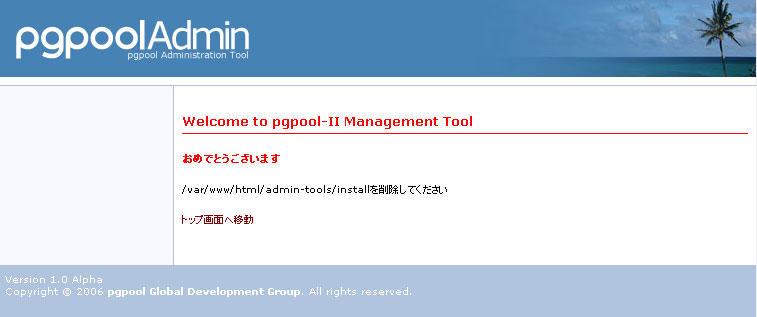 pgpoolAdmin
pgpool Administration Tool
Welcome to pgpool-II Management Tool
おめでとうございます
/var/www/html/admin-tools/installを削除してください
トップ画面へ移動
Version 1.0 Alpha
Copyright © 2006 pgpool Global Development Group. All rights reserved.